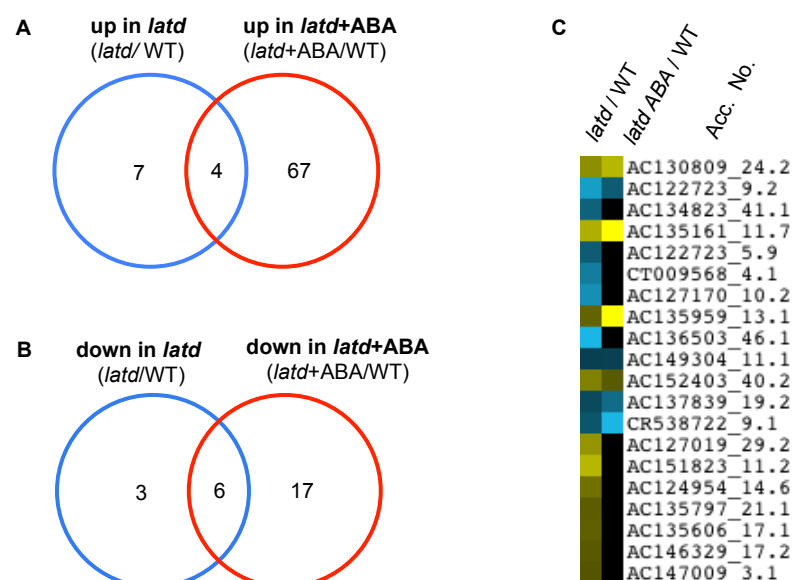 A
up in latd
(latd/ WT)
up in latd+ABA
(latd+ABA/WT)
7
4
67
B
down in latd
(latd/WT)
down in latd+ABA
(latd+ABA/WT)
3
6
17
C
latd / WT
latd ABA / WT
Acc. No.
AC130809_24.2
AC122723_9.2
AC134823_41.1
AC135161_11.7
AC122723_5.9
CT009568_4.1
AC127170_10.2
AC135959_13.1
AC136503_46.1
AC149304_11.1
AC152403_40.2
AC137839_19.2
CR538722_9.1
AC127019_29.2
AC151823_11.2
AC124954_14.6
AC135797_21.1
AC135606_17.1
AC146329_17.2
AC147009_3.1